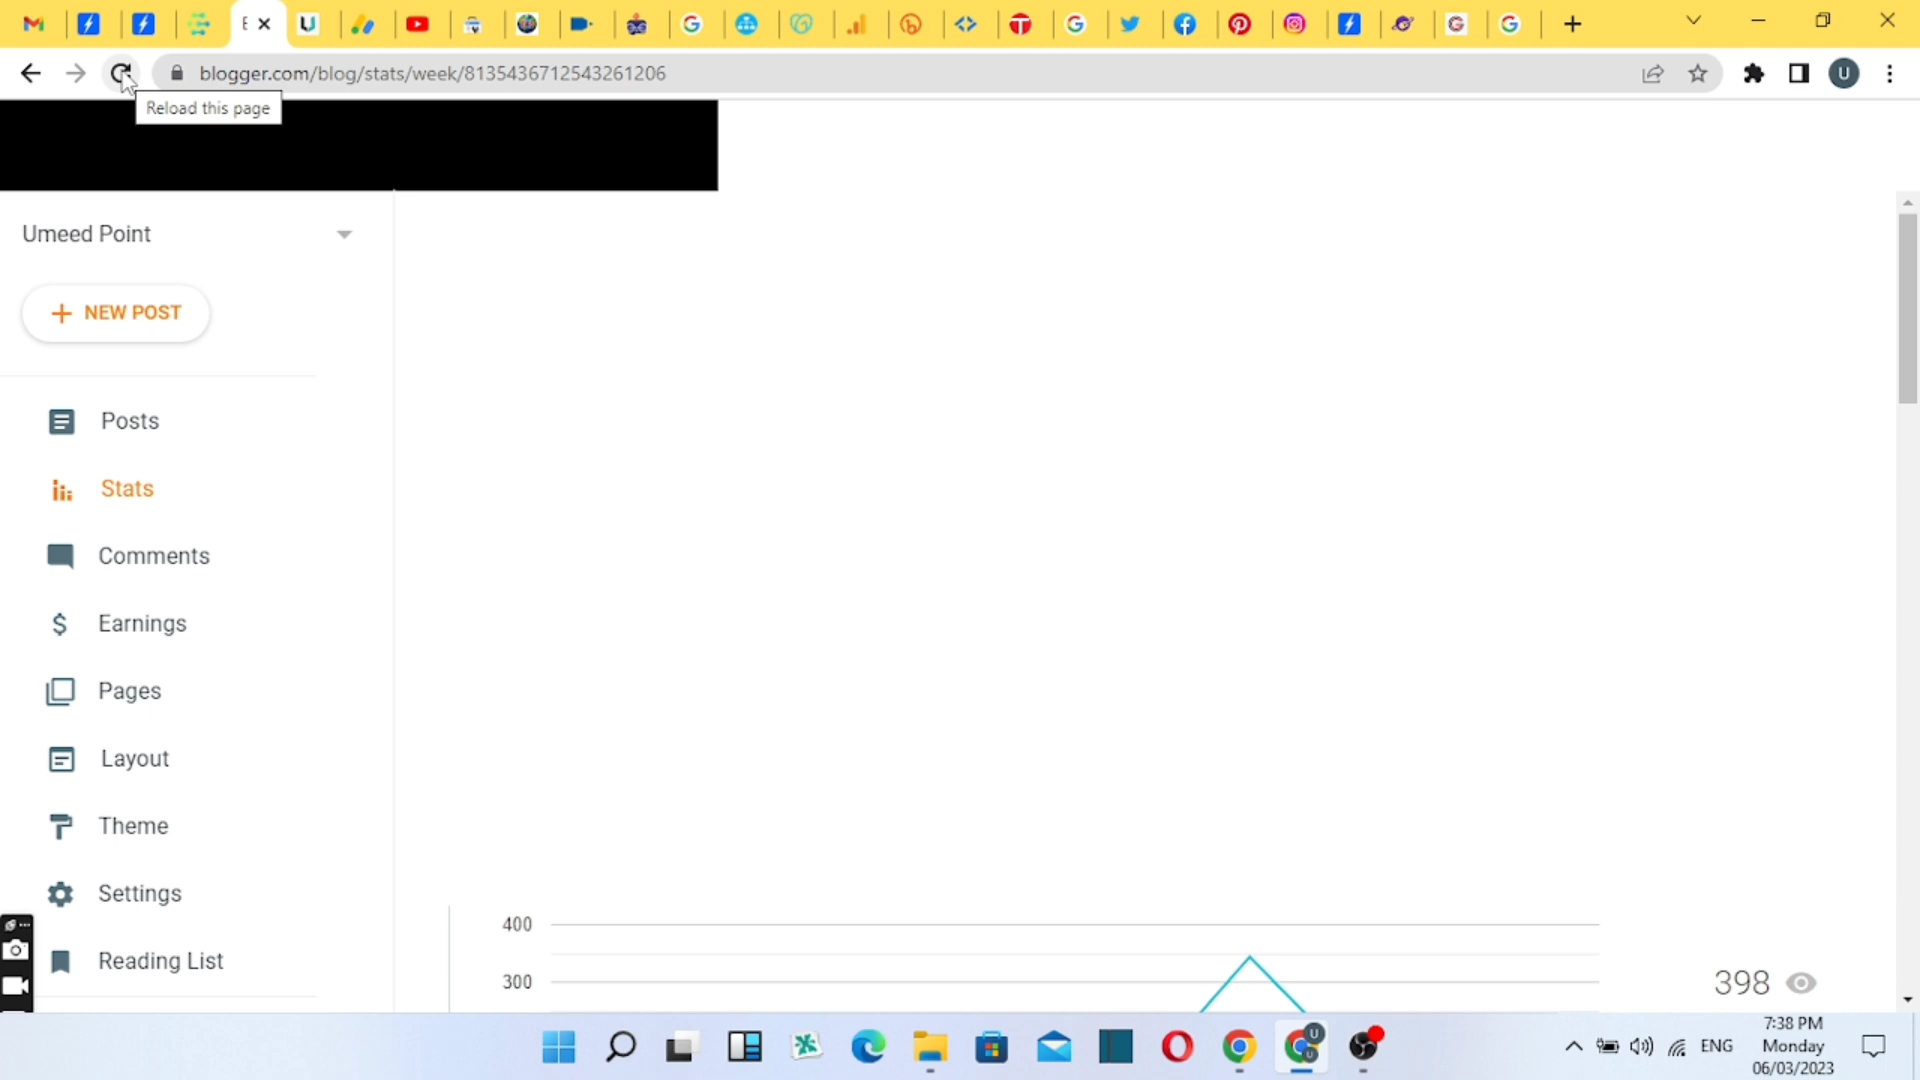 E
blogger.com/blog/stats/week/8135436712543261206
U
Reload this page
Umeed Point
+ NEW POST
Posts
Stats
Comments
Earnings
Pages
Layout
Theme
Settings
Reading List
400
300
398
ENG
7:38 PM
Monday
06/03/2023